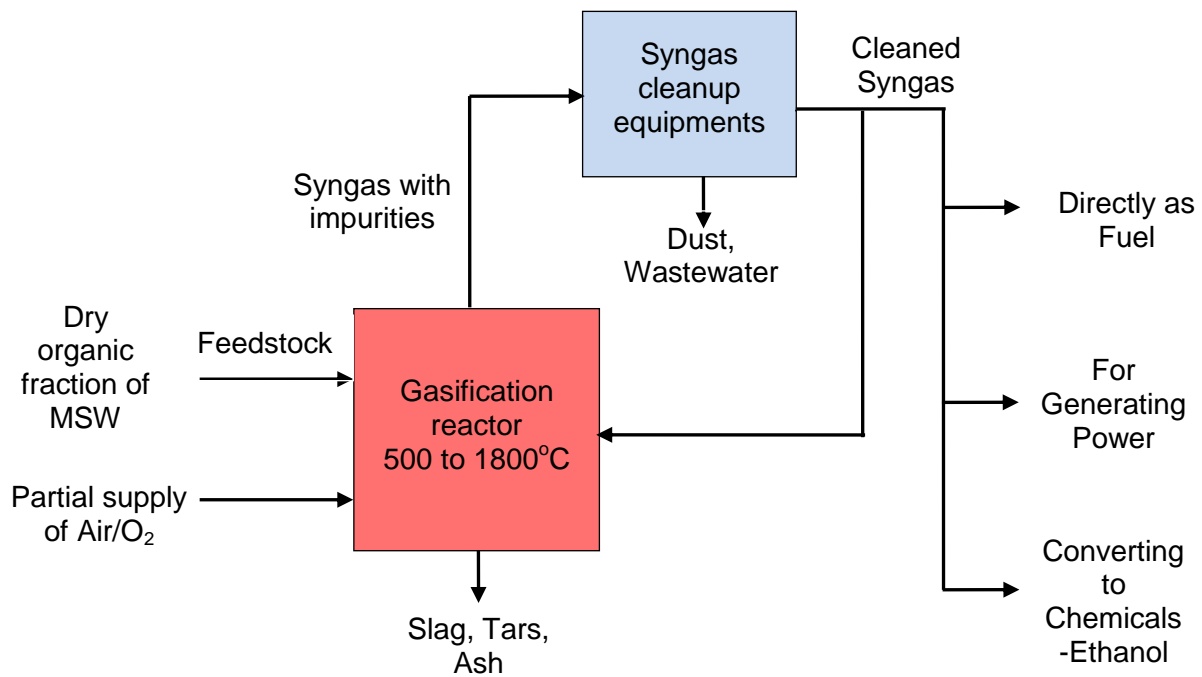 Syngas
cleanup
equipments
Cleaned
Syngas
Syngas with
impurities
Dust,
Wastewater
Directly as
Fuel
Dry
organic
fraction of
MSW
Feedstock
Gasification
reactor
500 to 1800°C
For
Generating
Power
Partial supply
of Air/O₂
Slag, Tars,
Ash
Converting
to
Chemicals
-Ethanol